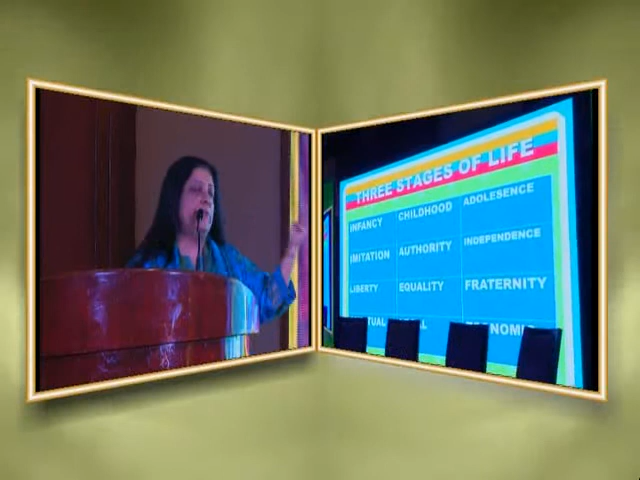 THREE STAGES OF LIFE
INFANCY CHILDHOOD ADOLESENCE
IMITATION AUTHORITY INDEPENDENCE
LIBERTY EQUALITY FRATERNITY